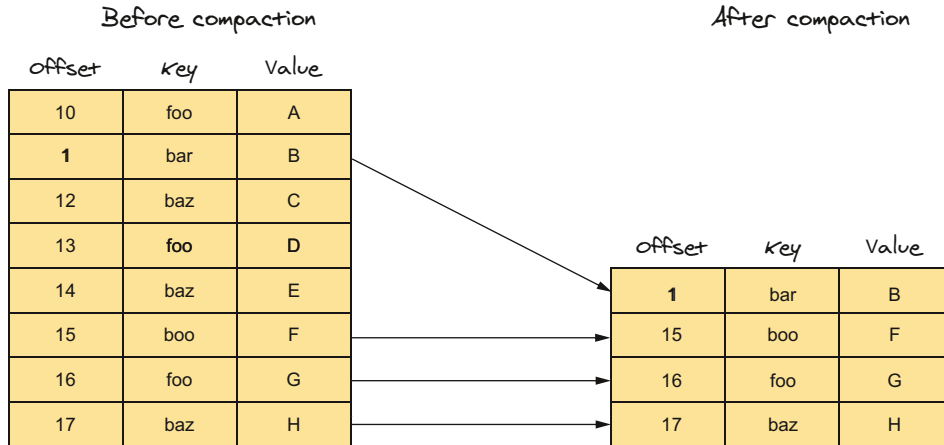 Before compaction
After compaction
Offset Key Value
10 foo A
1 bar B
12 baz C
13 foo D
14 baz E
15 boo F
16 foo G
17 baz H
Offset Key Value
1 bar B
15 boo F
16 foo G
17 baz H